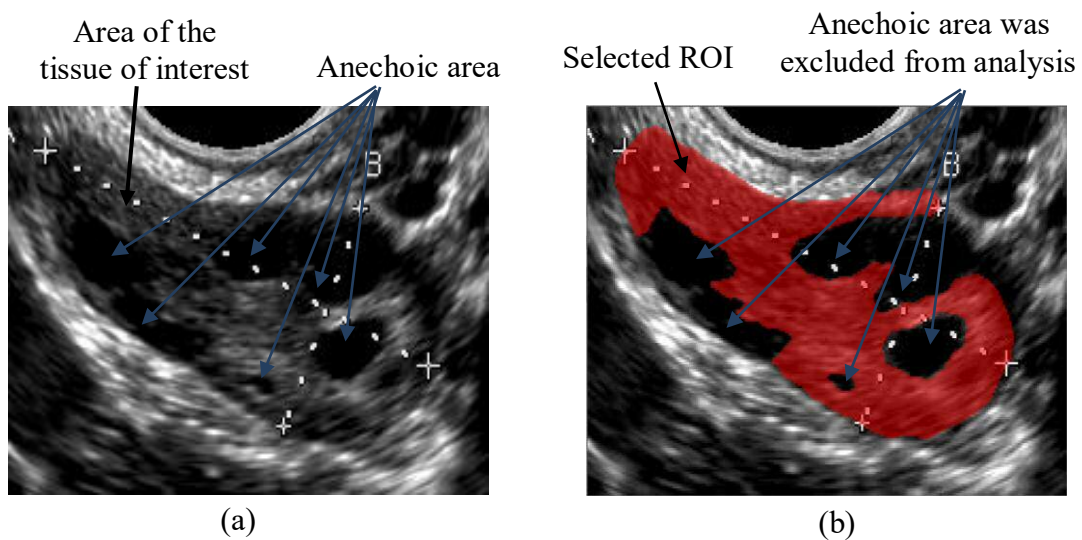 Area of the
tissue of interest
Anechoic area
B
(a)
Selected ROI
Anechoic area was
excluded from analysis
B
(b)